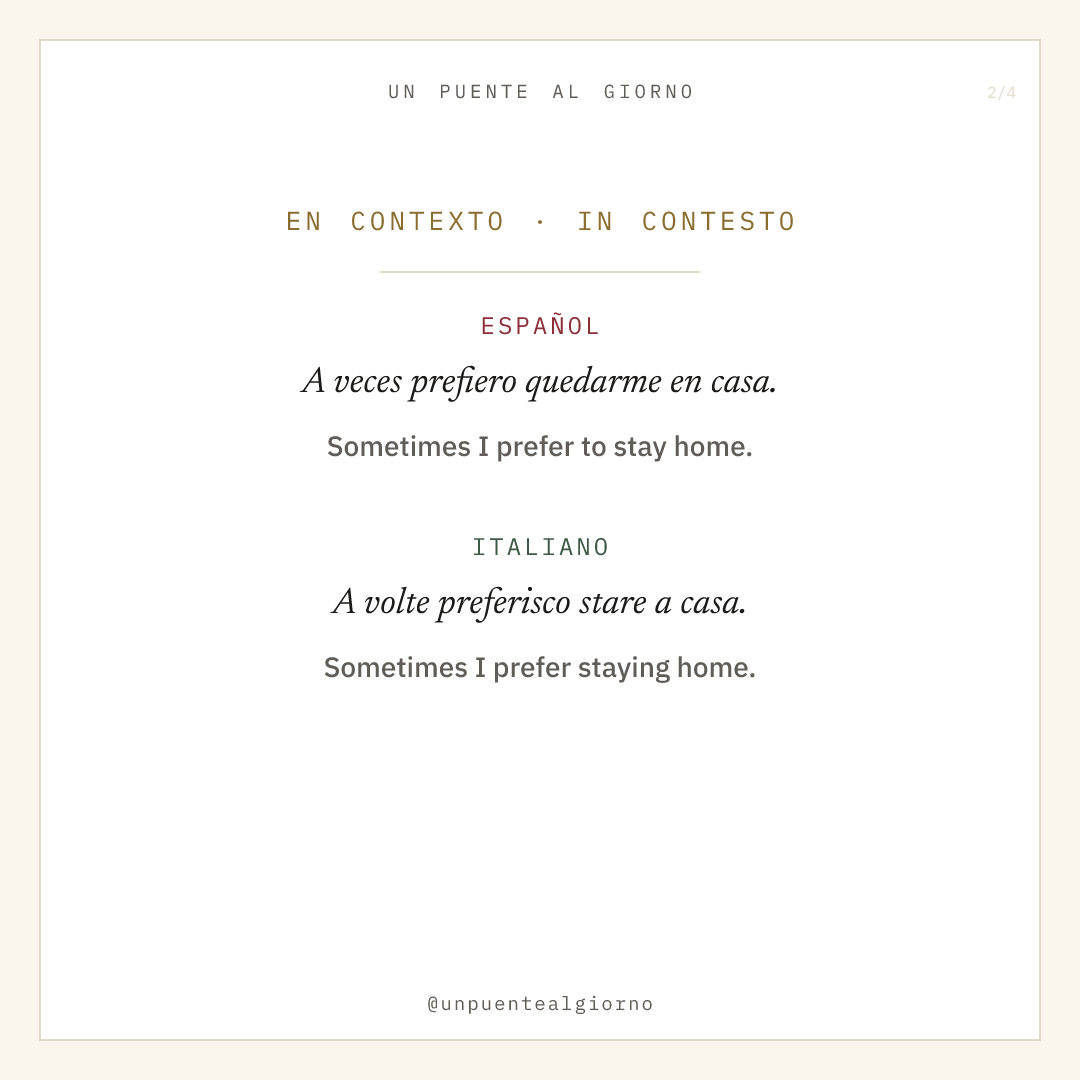 UN PUENTE AL GIORNO
2/4
EN CONTEXTO · IN CONTESTO
ESPAÑOL
A veces prefiero quedarme en casa.
Sometimes I prefer to stay home.
ITALIANO
A volte preferisco stare a casa.
Sometimes I prefer staying home.
@unpuentealgiorno